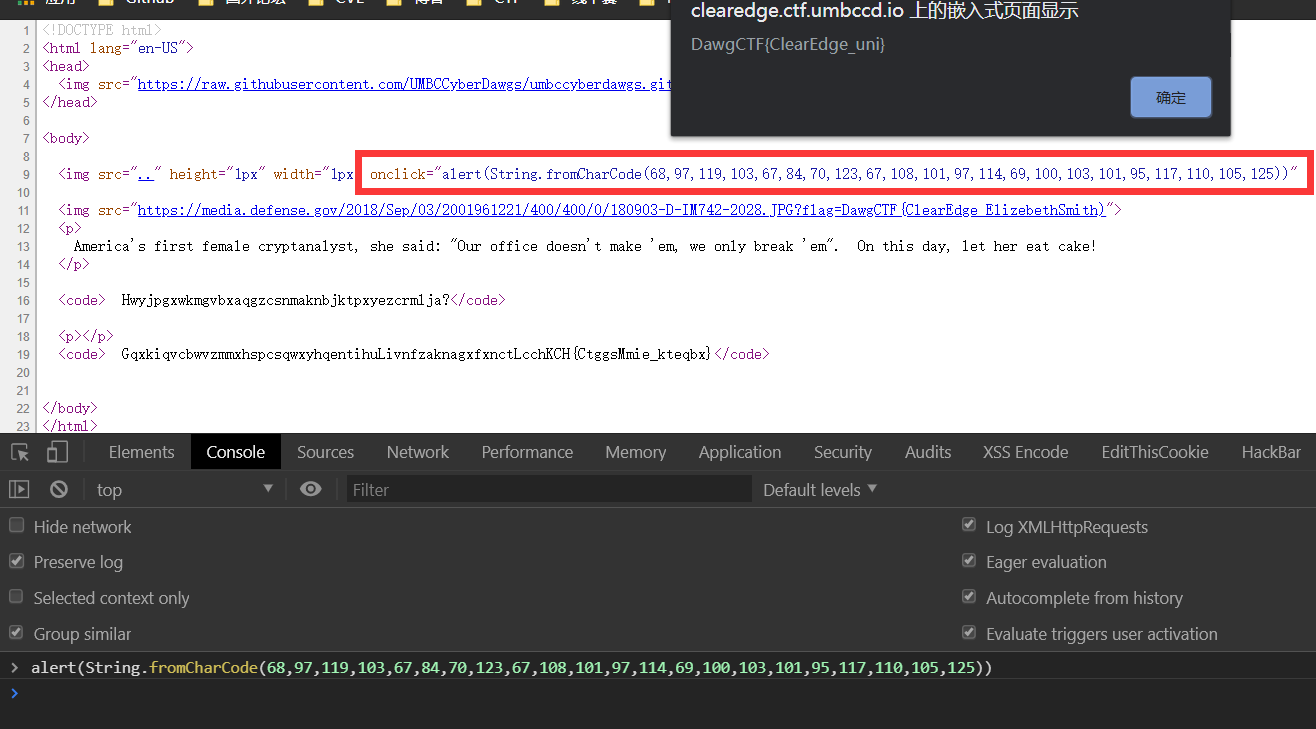 应用 GitHub 国外论坛 CVE 博客 CTF
clearedge.ctf.umbccd.io 上的嵌入式页面显示
DawgCTF{ClearEdge_uni}
确定
1 <!DOCTYPE html>
2 <html lang="en-US">
3 <head>
4 <img src="https://raw.githubusercontent.com/UMBCCyberDawgs/umbccyberdawgs.git
5 </head>
6
7 <body>
8
9 <img src=".." height="1px" width="1px onclick="alert(String.fromCharCode(68,97,119,103,67,84,70,123,67,108,101,97,114,69,100,103,101,95,117,110,105,125))"
10
11 <img src="https://media.defense.gov/2018/Sep/03/2001961221/400/400/0/180903-D-IM742-2028.JPG?flag=DawgCTF{ClearEdge_ElizebethSmith)">
12 <p>
13 America's first female cryptanalyst, she said: "Our office doesn't make 'em, we only break 'em". On this day, let her eat cake!
14 </p>
15
16 <code> Hwyjpgxwkmgvbxaqgzcsnmaknbjktpxyezcrmlja?</code>
17
18 <p></p>
19 <code> GqxkiqvcbwvzmmxhspcsqwxyhqentihuLivnfzaknagxfxnctLcchKCH{CtggsMmie_kteqbx}</code>
20
21
22 </body>
23 </html>
Elements Console Sources Network Performance Memory Application Security Audits XSS Encode EditThisCookie HackBar
top Filter Default levels
Hide network Log XMLHttpRequests
Preserve log Eager evaluation
Selected context only Autocomplete from history
Group similar Evaluate triggers user activation
> alert(String.fromCharCode(68,97,119,103,67,84,70,123,67,108,101,97,114,69,100,103,101,95,117,110,105,125))
>